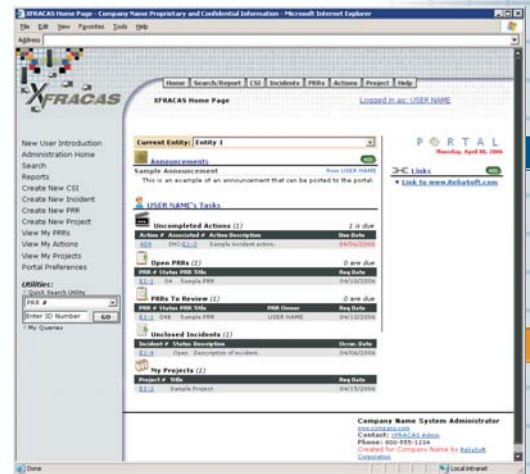 XFRACAS Home Page - Company Name Proprietary and Confidential Information - Microsoft Internet Explorer
File Edit View Favorites Tools Help
Address
XFRACAS
Home Search/Report CSI Incidents PRRs Actions Project Help
XFRACAS Home Page
Logged in as: USER NAME
New User Introduction
Administration Home
Search
Reports
Create New CSI
Create New Incident
Create New PRR
Create New Project
View My PRRs
View My Actions
View My Projects
Portal Preferences
Utilities:
? Quick Search Utility
PRR #
Enter ID Number GO
? My Queries
Current Entity: Entity 1
Announcements
Sample Announcement from USER NAME
This is an example of an announcement that can be posted to the portal.
USER NAME's Tasks
Uncompleted Actions (1) 1 is due
Action # Associated # Action Description Due Date
Sample incident action. 04/06/2006
Open PRRs (1) 0 are due
PRR # Status PRR Title Req Date
E1-1 04 Sample PRR 04/10/2006
PRRs To Review (1) 0 are due
PRR # Status PRR Title PRR Owner Req Date
E1-1 Sample PRR USER NAME 04/10/2006
Unclosed Incidents (1)
Incident # Status Description Occur. Date
Open Description of incident. 04/06/2006
My Projects (1)
Project # Title Req Date
Sample Project 04/15/2006
PORTAL
Thursday, April 06, 2006
Links
Link to www.ReliaSoft.com
Company Name System Administrator
www.company.com
Contact: XFRACAS Admin
Phone: 800-555-1234
Created for Company Name by ReliaSoft
Corporation
Done
Local intranet